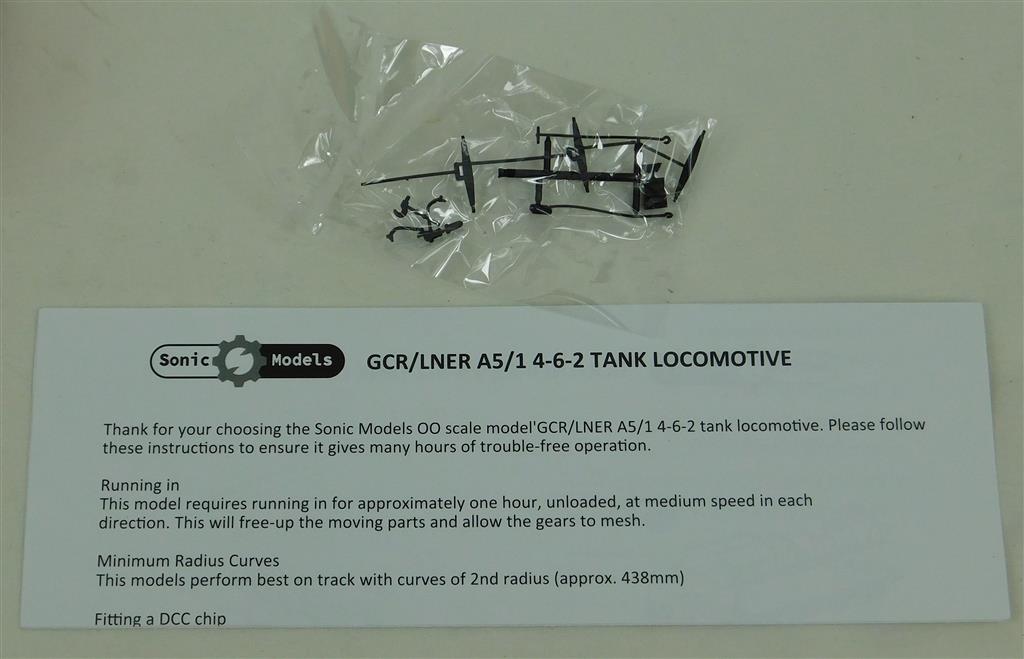 Sonic Models
GCR/LNER A5/1 4-6-2 TANK LOCOMOTIVE
Thank for your choosing the Sonic Models OO scale model'GCR/LNER A5/1 4-6-2 tank locomotive. Please follow
these instructions to ensure it gives many hours of trouble-free operation.
Running in
This model requires running in for approximately one hour, unloaded, at medium speed in each
direction. This will free-up the moving parts and allow the gears to mesh.
Minimum Radius Curves
This models perform best on track with curves of 2nd radius (approx. 438mm)
Fitting a DCC chip